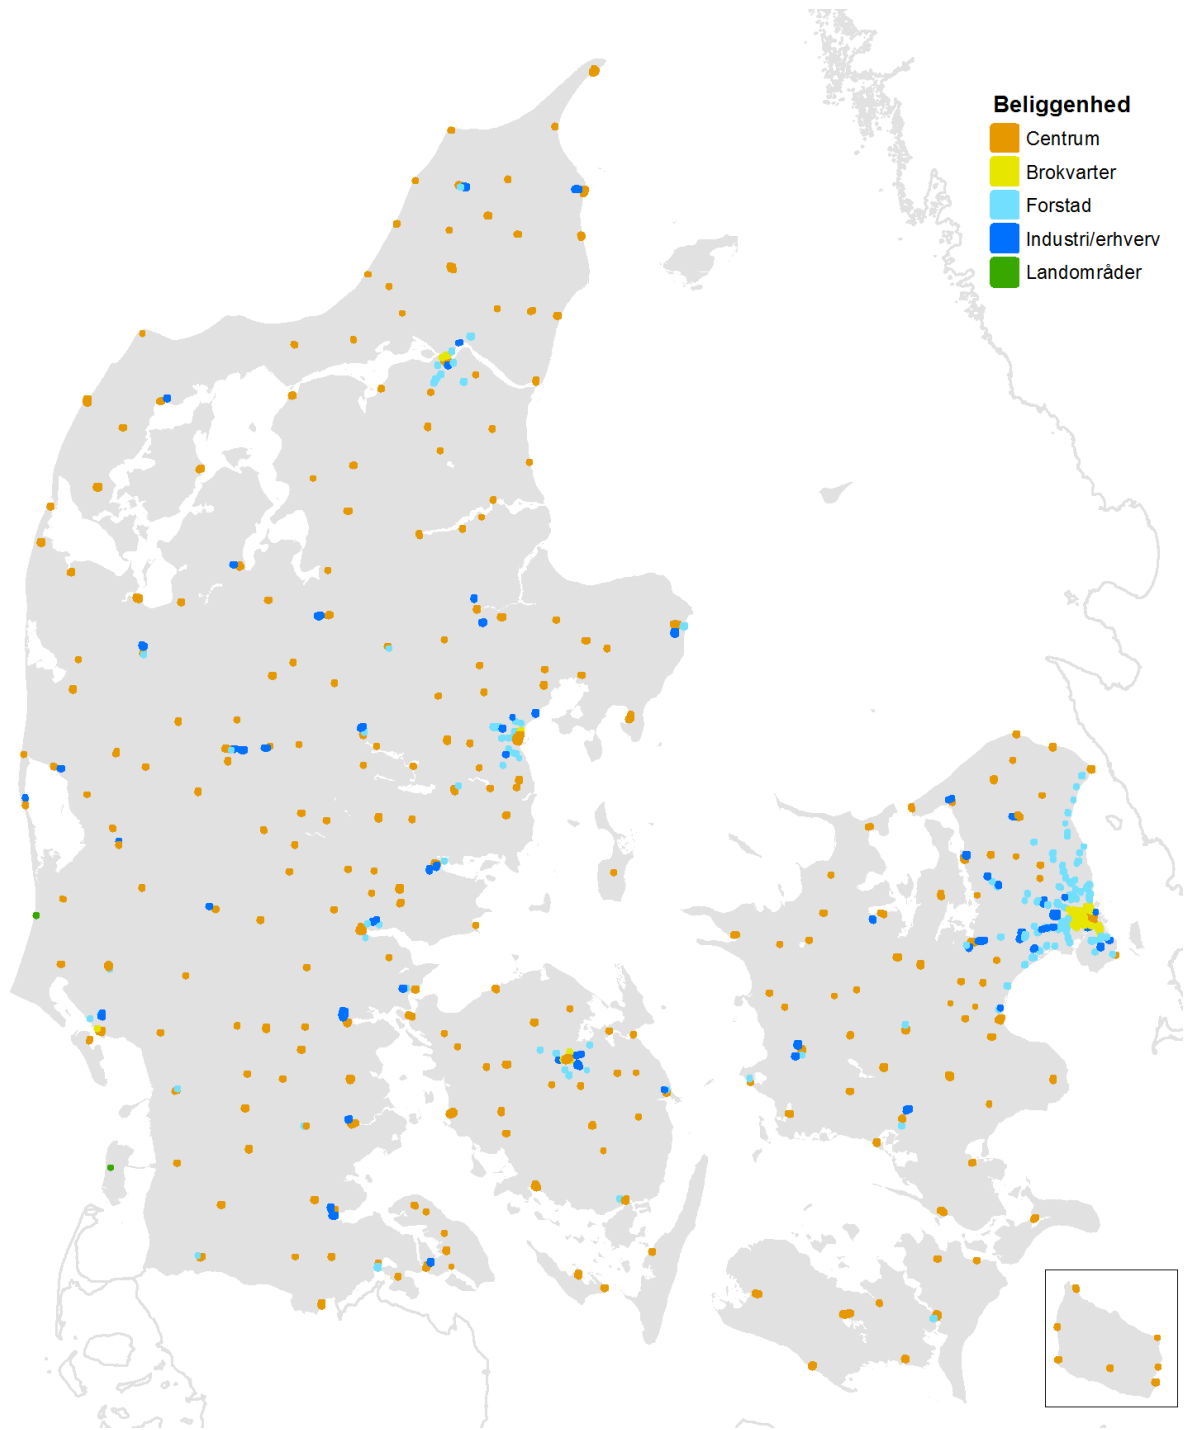 Beliggenhed
Centrum
Brokvarter
Forstad
Industri/erhverv
Landområder